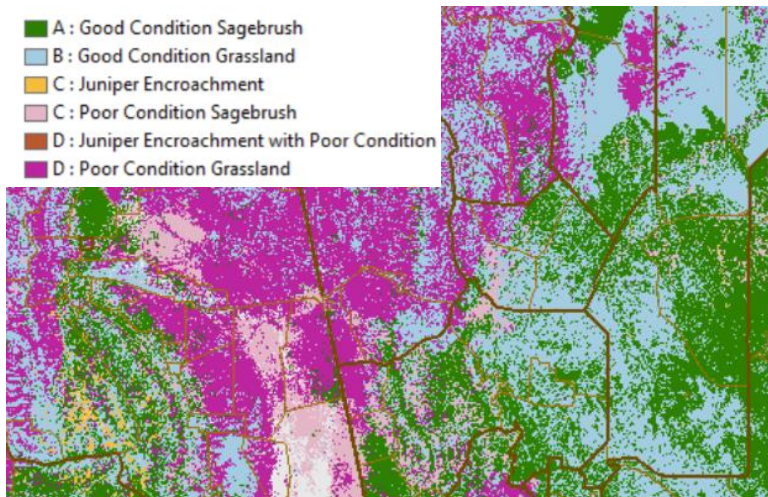 A : Good Condition Sagebrush
B : Good Condition Grassland
C : Juniper Encroachment
C : Poor Condition Sagebrush
D : Juniper Encroachment with Poor Condition
D : Poor Condition Grassland